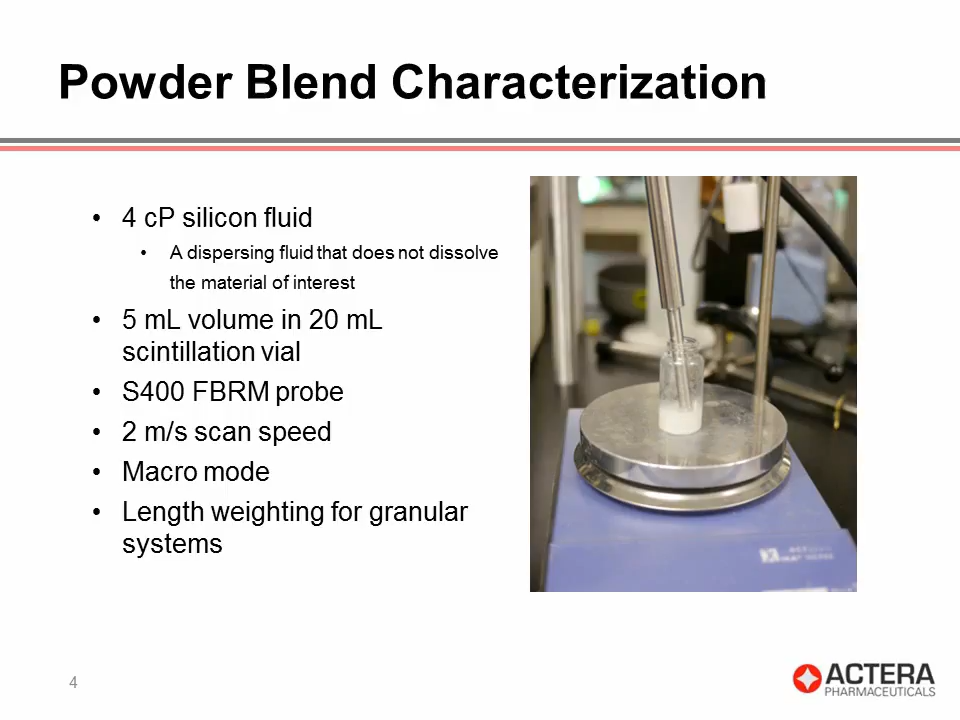 Powder Blend Characterization
• 4 cP silicon fluid
• A dispersing fluid that does not dissolve
the material of interest
• 5 mL volume in 20 mL
scintillation vial
• S400 FBRM probe
• 2 m/s scan speed
• Macro mode
• Length weighting for granular
systems
4
ACTERA
PHARMACEUTICALS